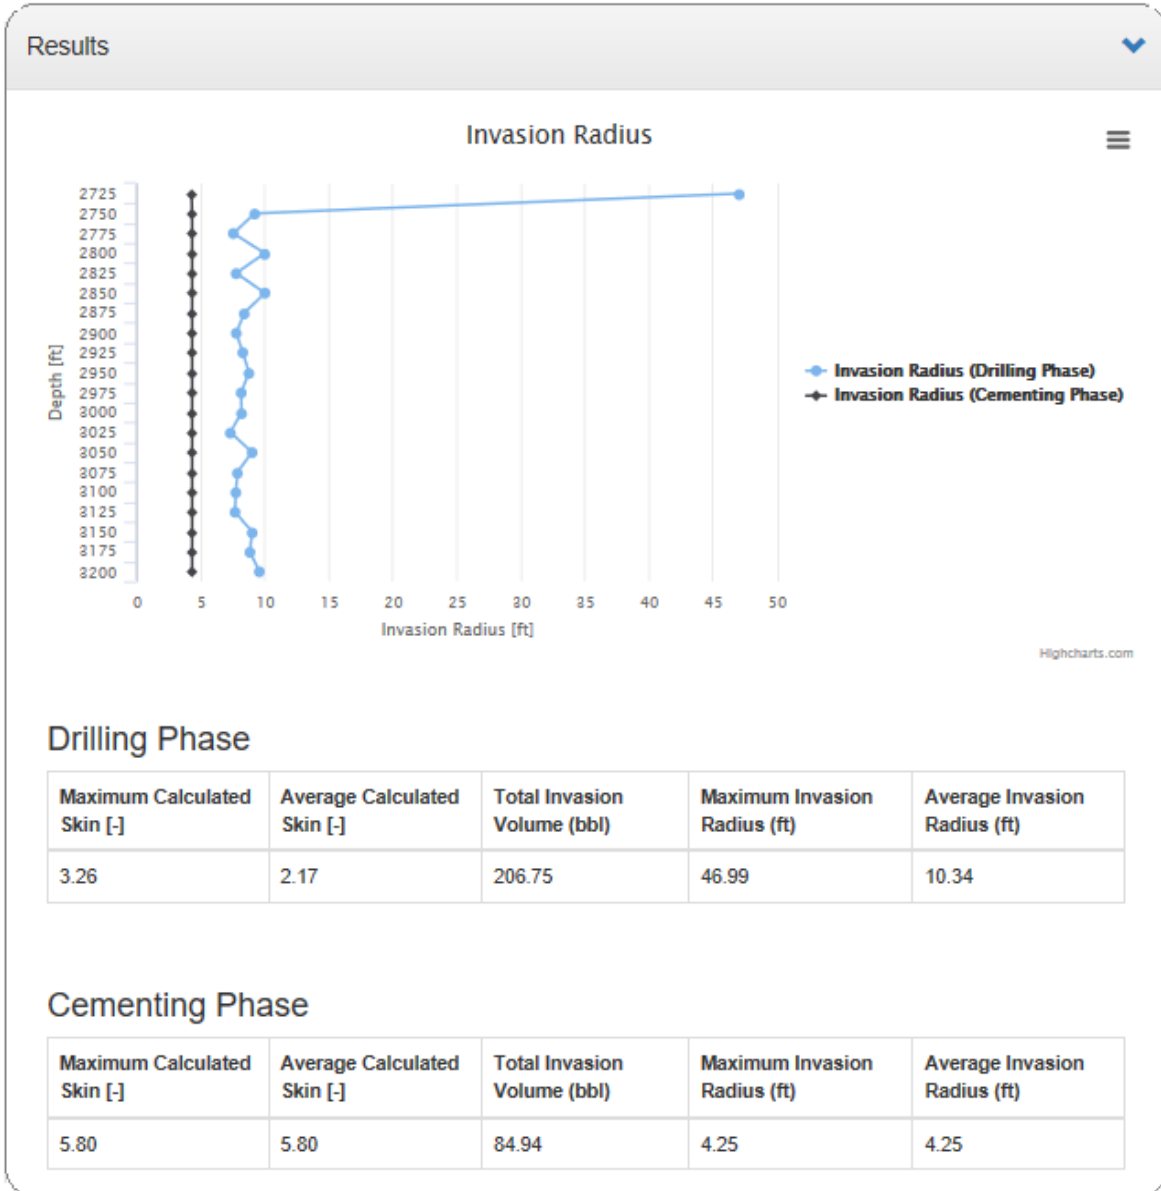 Results
Invasion Radius
2725
2750
2775
2800
2825
2850
2875
2900
2925
2950
2975
3000
3025
3050
3075
3100
3125
3150
3175
3200
Depth [ft]
0 5 10 15 20 25 30 35 40 45 50
Invasion Radius [ft]
Invasion Radius (Drilling Phase)
Invasion Radius (Cementing Phase)
Highcharts.com
Drilling Phase
Maximum Calculated Skin [-] Average Calculated Skin [-] Total Invasion Volume (bbl) Maximum Invasion Radius (ft) Average Invasion Radius (ft)
3.26 2.17 206.75 46.99 10.34
Cementing Phase
Maximum Calculated Skin [-] Average Calculated Skin [-] Total Invasion Volume (bbl) Maximum Invasion Radius (ft) Average Invasion Radius (ft)
5.80 5.80 84.94 4.25 4.25